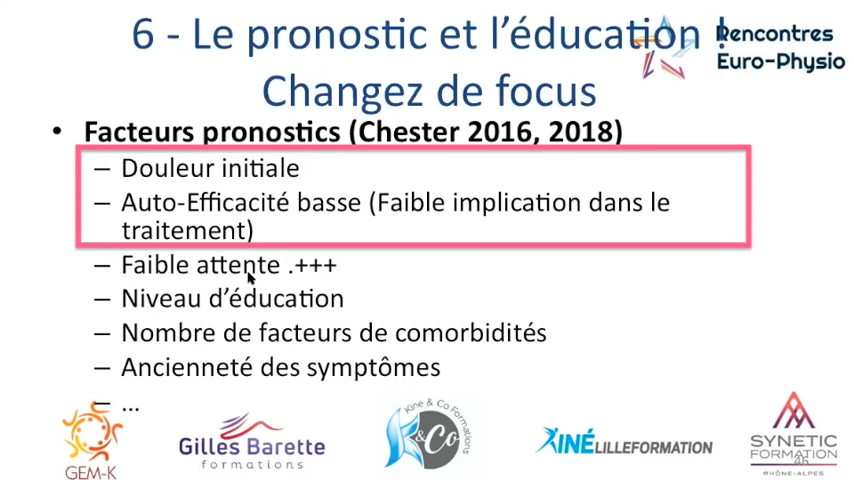 6 - Le pronostic et l'éducation !
Changez de focus
Rencontres
Euro-Physio
• Facteurs pronostics (Chester 2016, 2018)
– Douleur initiale
– Auto-Efficacité basse (Faible implication dans le
traitement)
– Faible attente .+++
– Niveau d'éducation
– Nombre de facteurs de comorbidités
– Ancienneté des symptômes
– ...
GEM-K
Gilles Barette
formations
Kiné & Co Formations
K&Co
KINÉLILLEFORMATION
SYNETIC
FORMATION
46
RHÔNE-ALPES